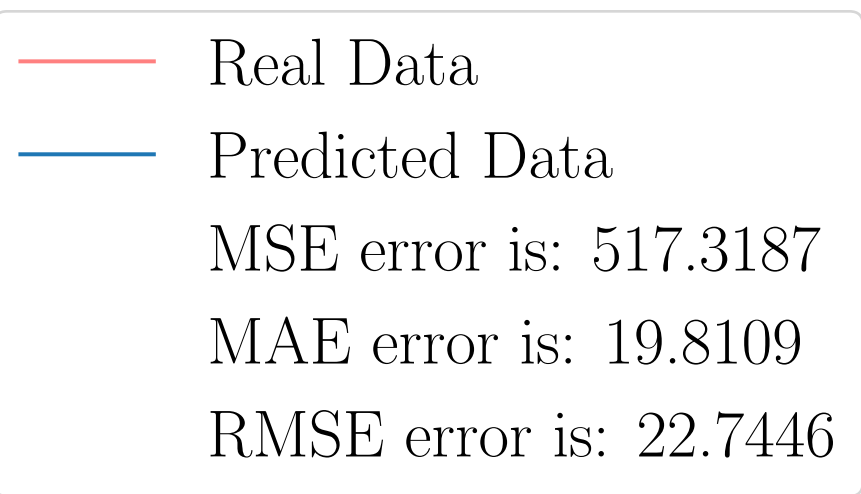 Real Data
Predicted Data
MSE error is: 517.3187
MAE error is: 19.8109
RMSE error is: 22.7446